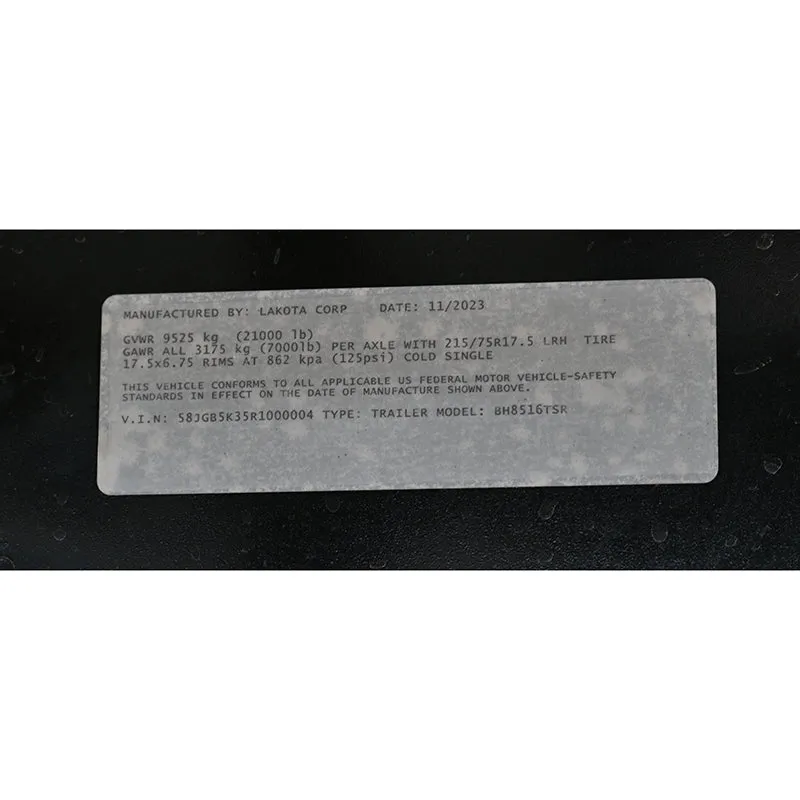 MANUFACTURED BY: LAKOTA CORP DATE: 11/2023
GVWR 9525 kg (21000 lb)
GAWR ALL 3175 kg (7000lb) PER AXLE WITH 215/75R17.5 LRH TIRE
17.5x6.75 RIMS AT 862 kpa (125psi) COLD SINGLE
THIS VEHICLE CONFORMS TO ALL APPLICABLE US FEDERAL MOTOR VEHICLE-SAFETY
STANDARDS IN EFFECT ON THE DATE OF MANUFACTURE SHOWN ABOVE.
V.I.N: 58JGB5K35R1000004 TYPE: TRAILER MODEL: BH8516TSR